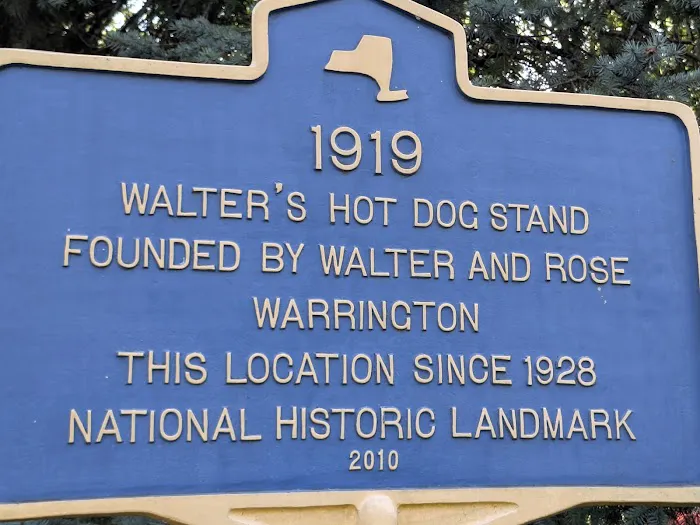 1919
WALTER'S HOT DOG STAND
FOUNDED BY WALTER AND ROSE
WARRINGTON
THIS LOCATION SINCE 1928
NATIONAL HISTORIC LANDMARK
2010